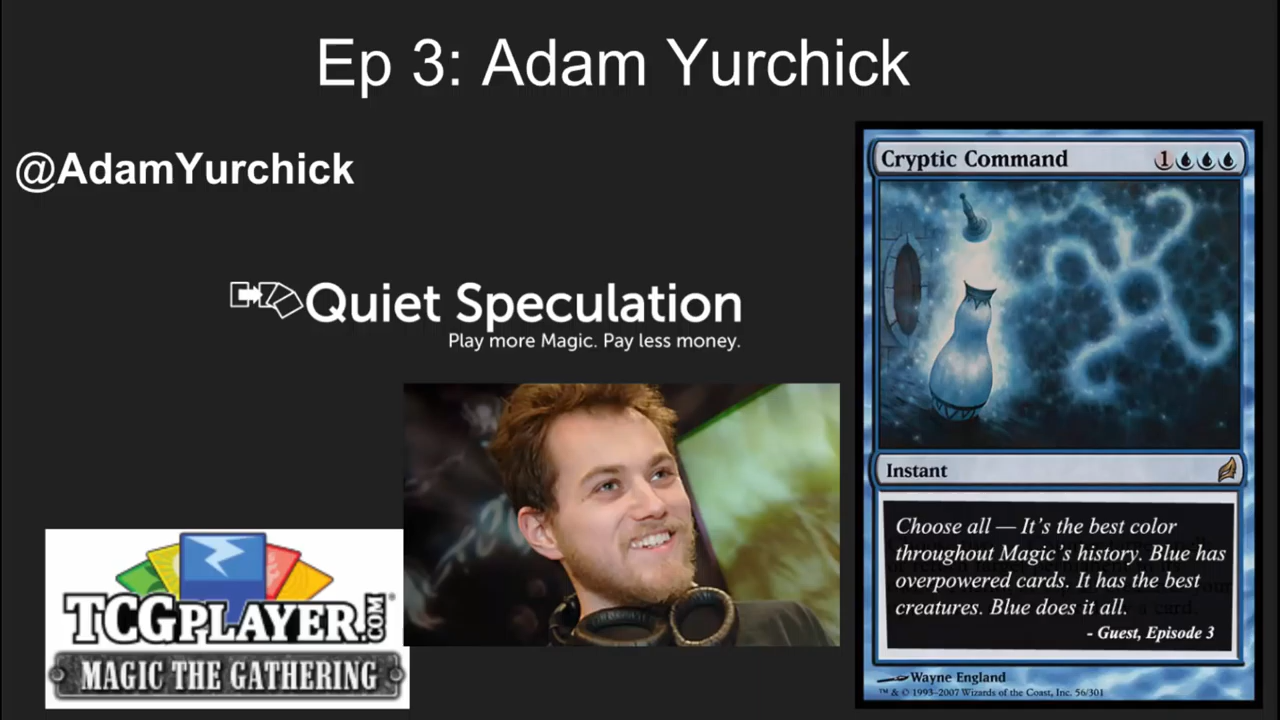 Ep 3: Adam Yurchick
@AdamYurchick
Quiet Speculation
Play more Magic. Pay less money.
TCGPLAYER.COM®
MAGIC THE GATHERING
Cryptic Command 1
Instant
Choose all — It's the best color
throughout Magic's history. Blue has
overpowered cards. It has the best
creatures. Blue does it all.
- Guest, Episode 3
Wayne England
™ & © 1993–2007 Wizards of the Coast, Inc. 56/301